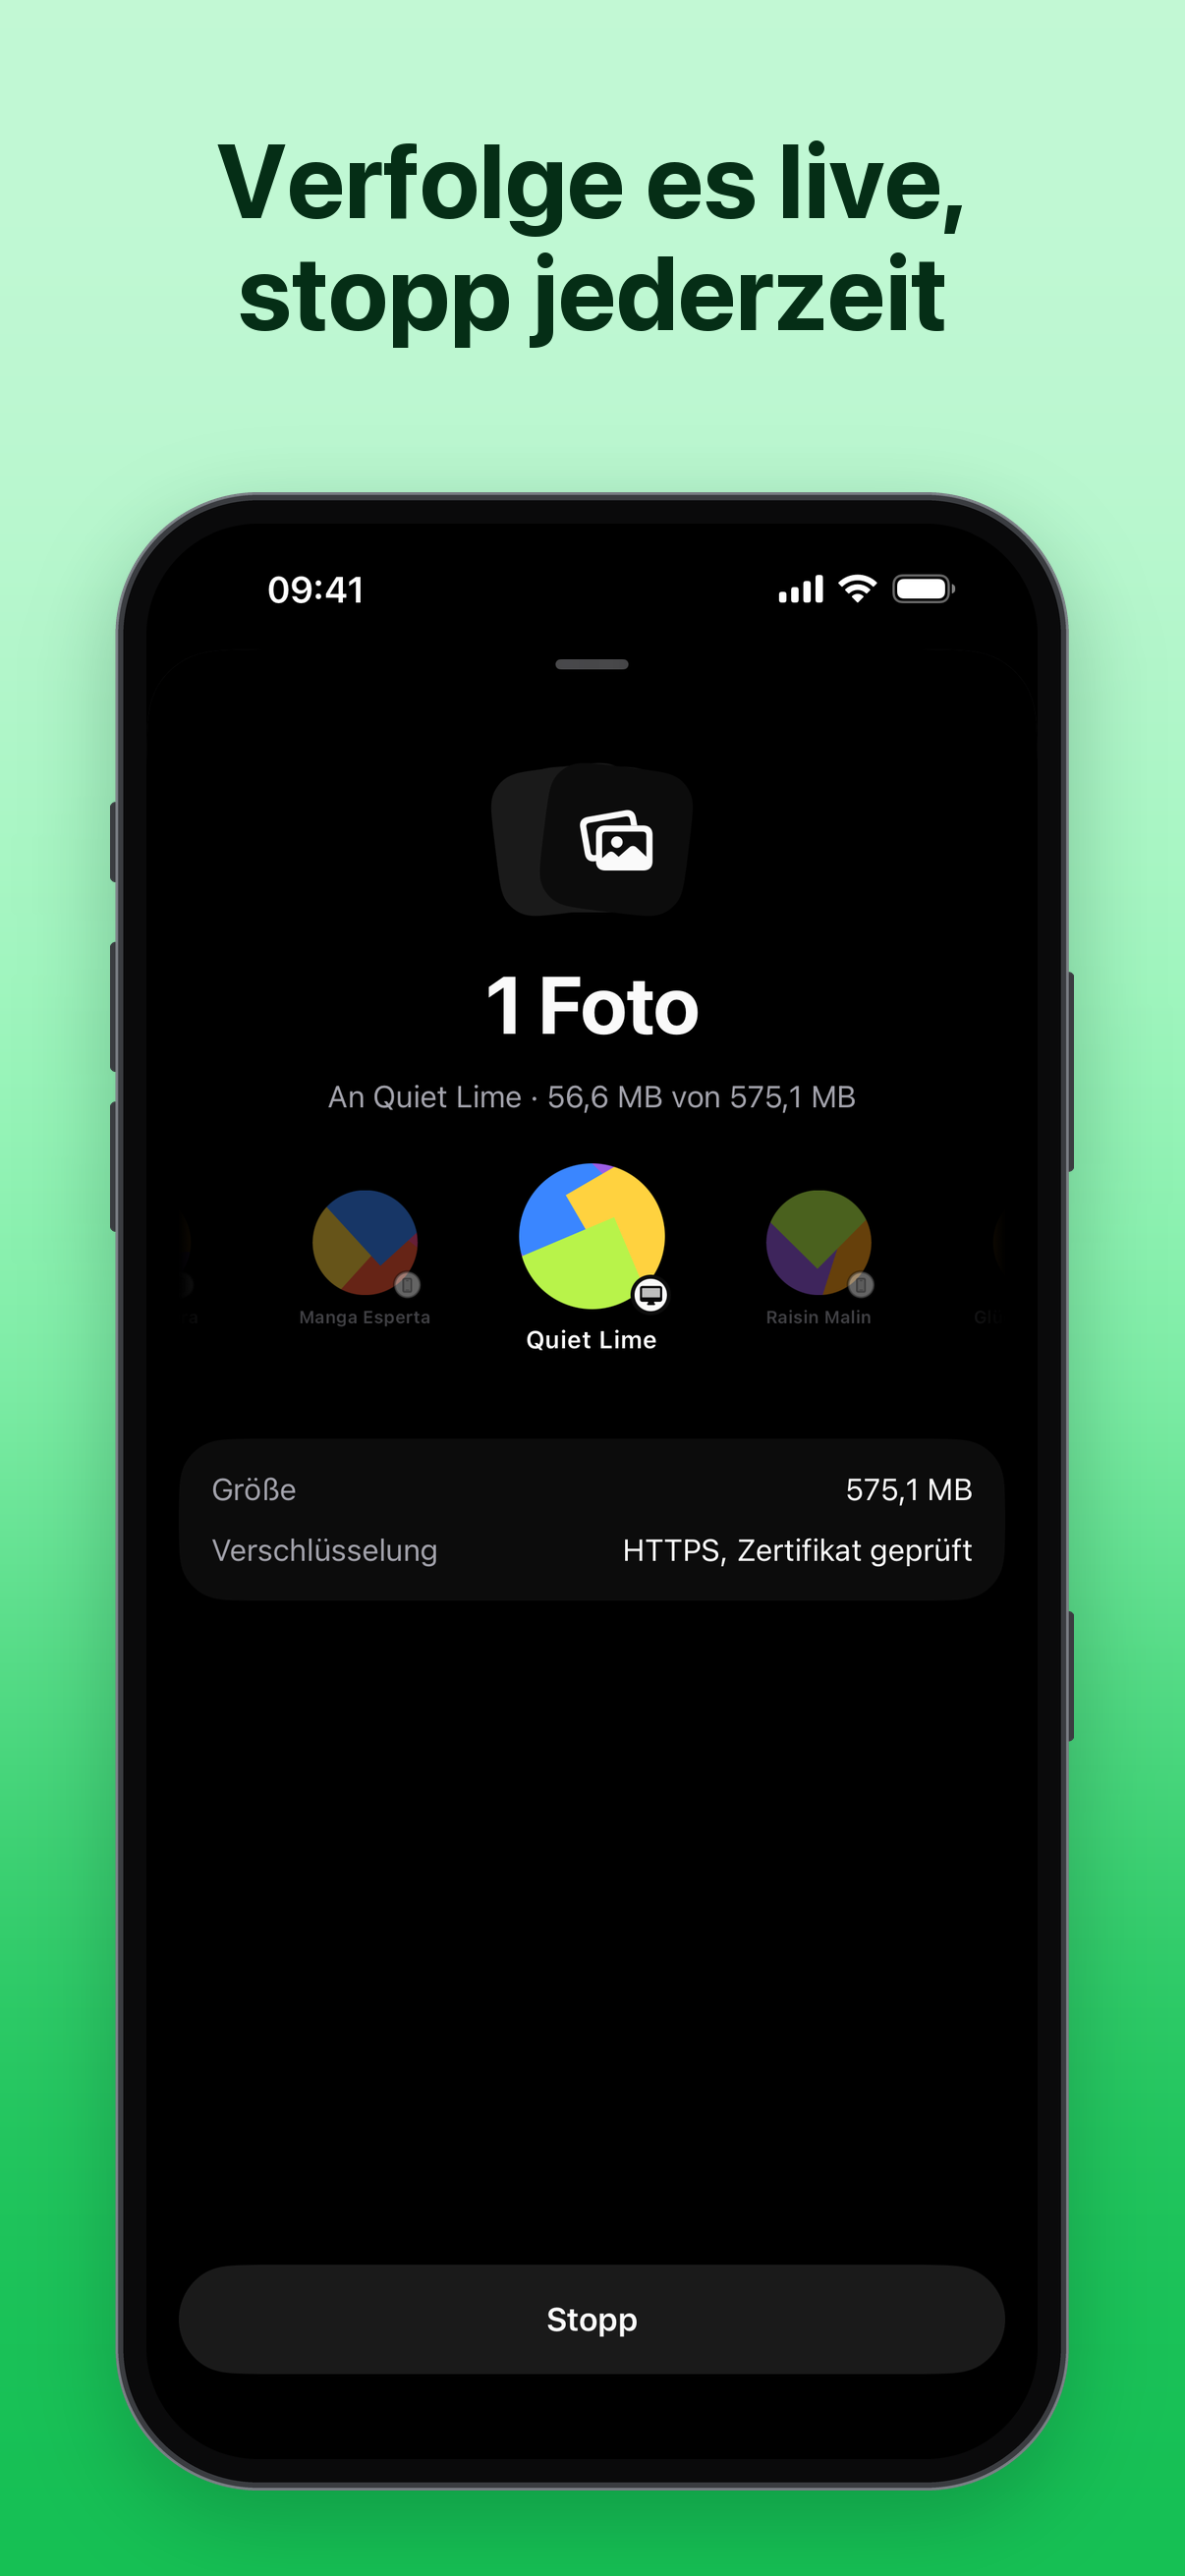 Verfolge es live,
stopp jederzeit
09:41
1 Foto
An Quiet Lime · 56,6 MB von 575,1 MB
Manga Esperta
Quiet Lime
Raisin Malin
Größe
575,1 MB
Verschlüsselung
HTTPS, Zertifikat geprüft
Stopp